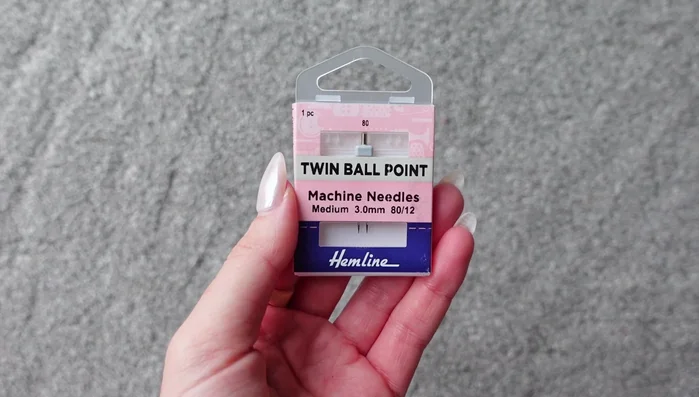 1 pc
80
TWIN BALL POINT
Machine Needles
Medium 3.0mm 80/12
Hemline